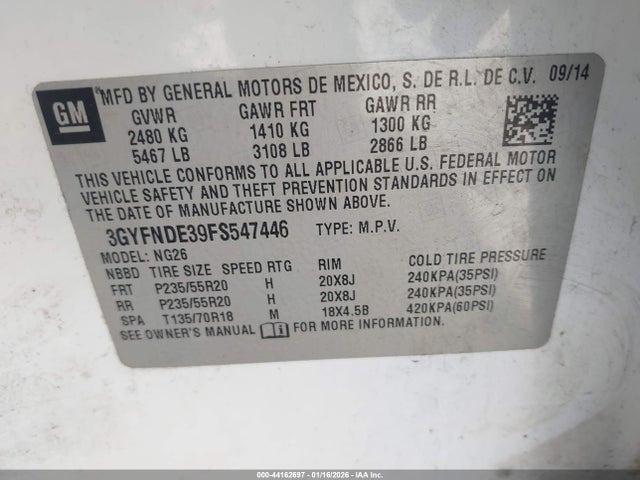 GM
MFD BY GENERAL MOTORS DE MEXICO, S. DE R.L. DE C.V. 09/14
GVWR GAWR FRT GAWR RR
2480 KG 1410 KG 1300 KG
5467 LB 3108 LB 2866 LB
THIS VEHICLE CONFORMS TO ALL APPLICABLE U.S. FEDERAL MOTOR
VEHICLE SAFETY AND THEFT PREVENTION STANDARDS IN EFFECT ON
THE DATE OF MANUFACTURE SHOWN ABOVE.
3GYFNDE39FS547446 TYPE: M.P.V.
MODEL: NG26
NBBD TIRE SIZE SPEED RTG RIM COLD TIRE PRESSURE
FRT P235/55R20 H 20X8J 240KPA(35PSI)
RR P235/55R20 H 20X8J 240KPA(35PSI)
SPA T135/70R18 M 18X4.5B 420KPA(60PSI)
SEE OWNER'S MANUAL FOR MORE INFORMATION
000-44162697 - 01/16/2026 - IAAI.COM